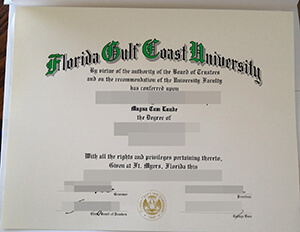 Florida Gulf Coast University
By virtue of the authority of the Board of Trustees
and on the recommendation of the University Faculty
has conferred upon
Magna Cum Laude
the Degree of
With all the rights and privileges pertaining thereto,
Given at Ft. Myers, Florida this
Governor
President